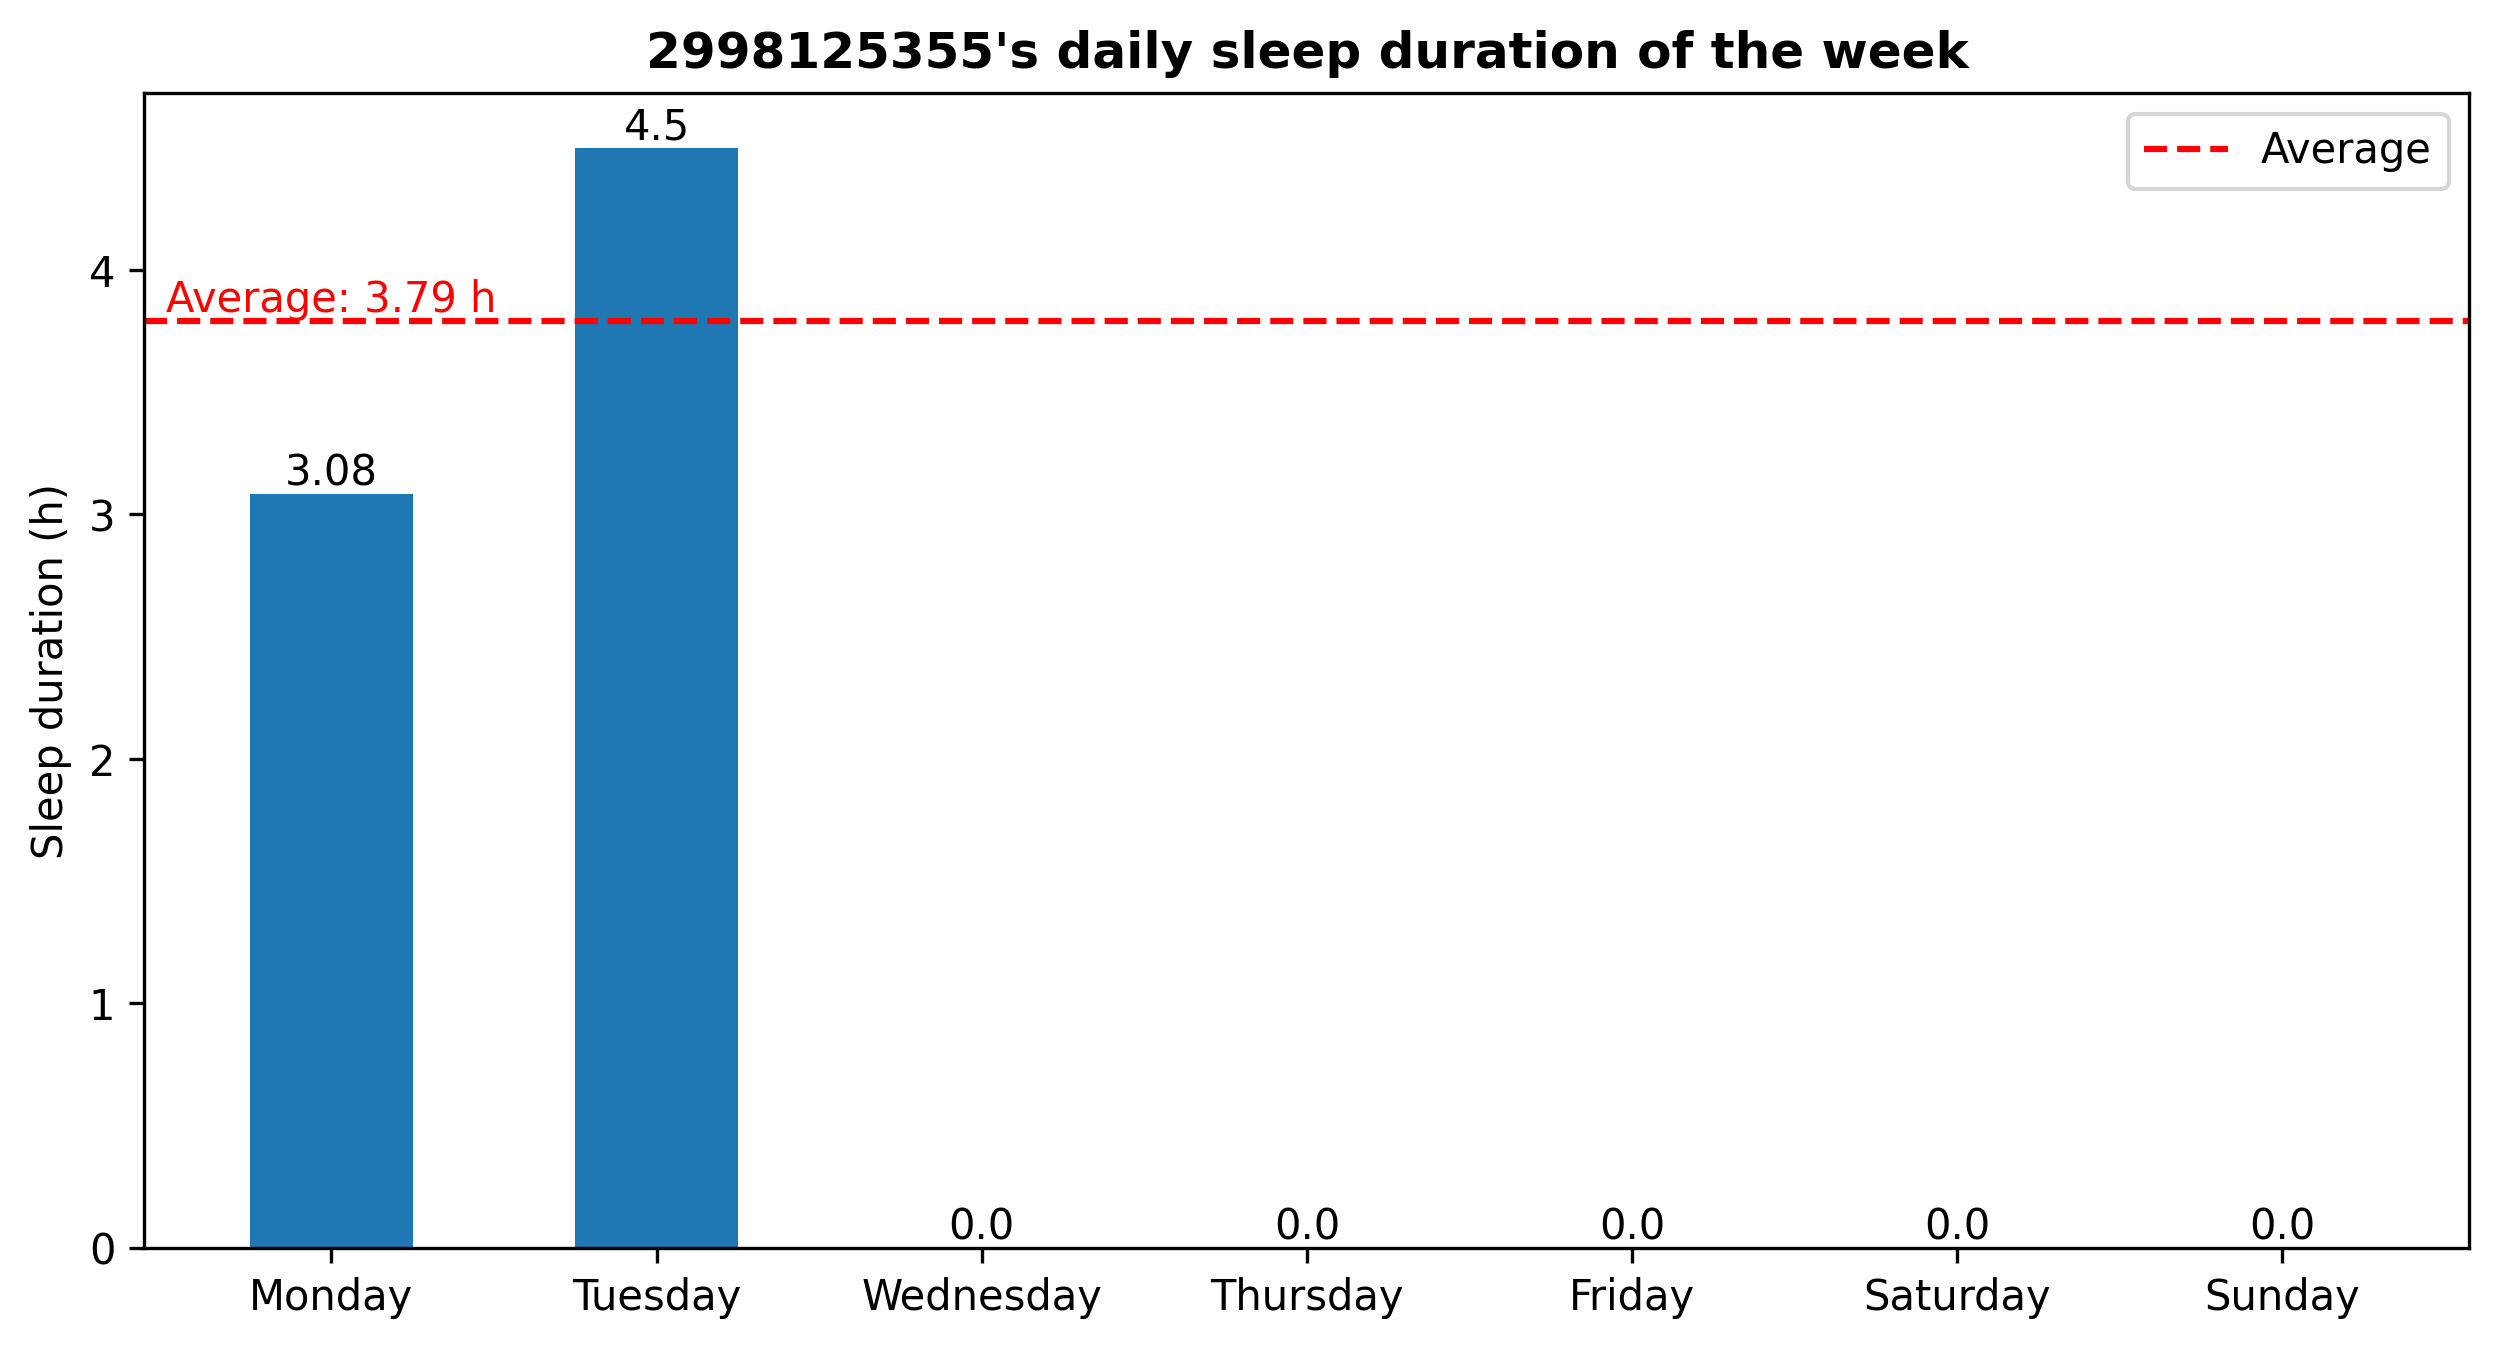 2998125355's daily sleep duration of the week
Average
4.5
Average: 3.79 h
3.08
0.0
0.0
0.0
0.0
0.0
Sleep duration (h)
4
3
2
1
0
Monday
Tuesday
Wednesday
Thursday
Friday
Saturday
Sunday